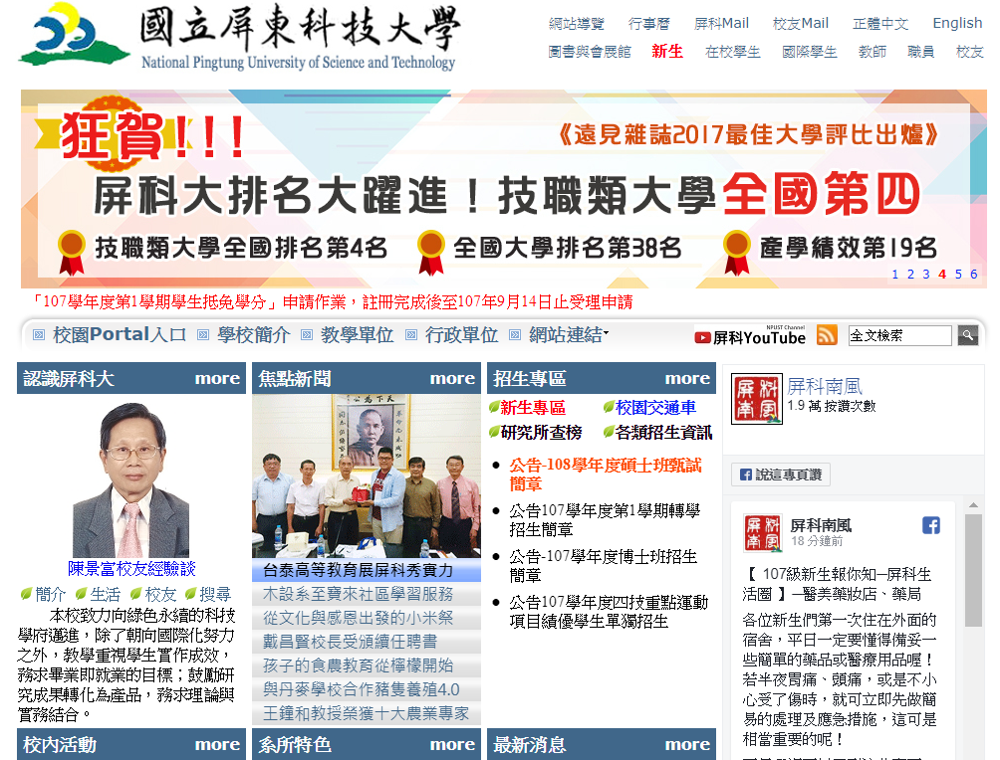 國立屏東科技大學
National Pingtung University of Science and Technology
網站導覽 行事曆 屏科Mail 校友Mail 正體中文 English
圖書與會展館 新生 在校學生 國際學生 教師 職員 校友
狂賀!!!
《遠見雜誌2017最佳大學評比出爐》
屏科大排名大躍進！技職類大學全國第四
技職類大學全國排名第4名 全國大學排名第38名 產學績效第19名
1 2 3 4 5 6
「107學年度第1學期學生抵免學分」申請作業，註冊完成後至107年9月14日止受理申請
校園Portal入口 學校簡介 教學單位 行政單位 網站連結
NPUST Channel
屏科YouTube
全文檢索
認識屏科大 more
陳景富校友經驗談
簡介 生活 校友 搜尋
本校致力向綠色永續的科技
學府邁進，除了朝向國際化努力
之外，教學重視學生實作成效，
務求畢業即就業的目標；鼓勵研
究成果轉化為產品，務求理論與
實務結合。
校內活動 more
焦點新聞 more
台泰高等教育展屏科秀實力
木設系至寶來社區學習服務
從文化與感恩出發的小米祭
戴昌賢校長受頒續任聘書
孩子的食農教育從檸檬開始
與丹麥學校合作豬隻養殖4.0
王鐘和教授榮獲十大農業專家
系所特色 more
招生專區 more
新生專區 校園交通車
研究所查榜 各類招生資訊
公告-108學年度碩士班甄試
簡章
公告107學年度第1學期轉學
招生簡章
公告-107學年度博士班招生
簡章
公告107學年度四技重點運動
項目績優學生單獨招生
最新消息 more
屏科南風
屏科南風
1.9 萬 按讚次數
說這專頁讚
屏科南風
屏科南風
18 分鐘前
【 107級新生報你知—屏科生
活圈 】—醫美藥妝店、藥局
各位新生們第一次住在外面的
宿舍，平日一定要懂得備妥一
些簡單的藥品或醫療用品喔！
若半夜胃痛、頭痛，或是不小
心受了傷時，就可立即先做簡
易的處理及應急措施，這可是
相當重要的呢！